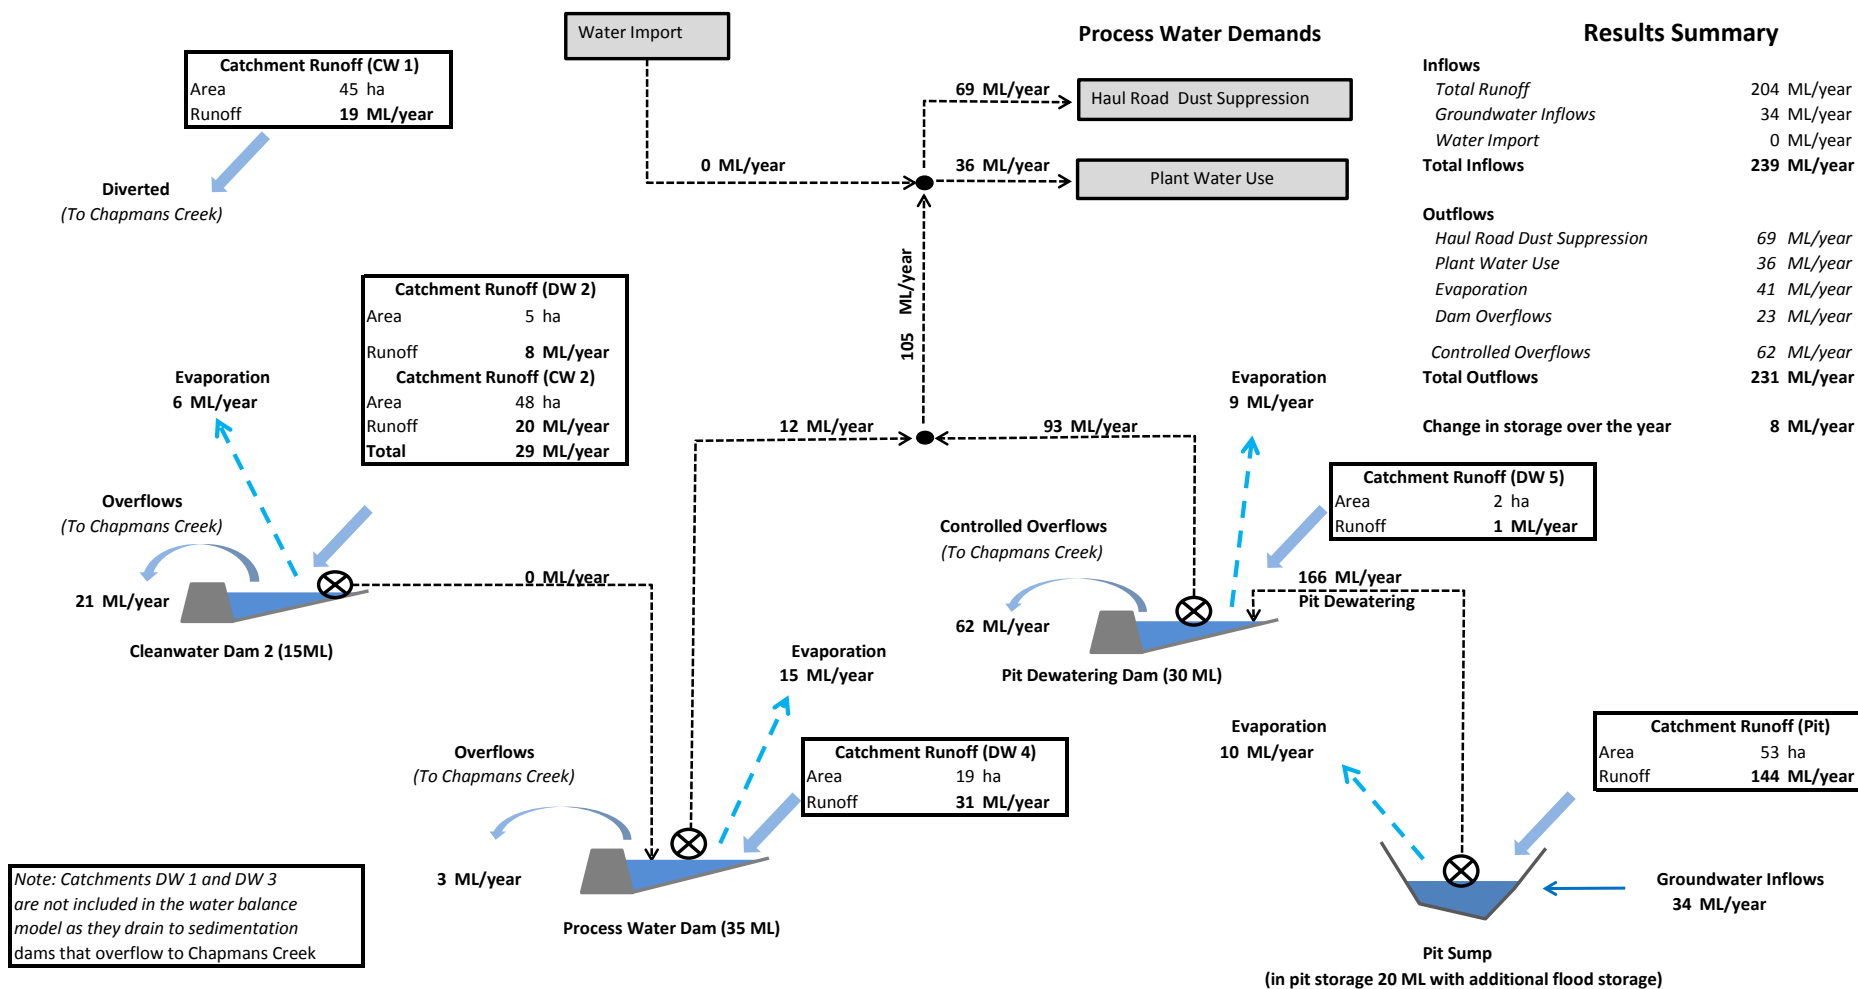 Water Import
Process Water Demands
Results Summary
Catchment Runoff (CW 1)
Area 45 ha
Runoff 19 ML/year
Diverted
(To Chapmans Creek)
69 ML/year
Haul Road Dust Suppression
0 ML/year
36 ML/year
Plant Water Use
105 ML/year
Inflows
Total Runoff 204 ML/year
Groundwater Inflows 34 ML/year
Water Import 0 ML/year
Total Inflows 239 ML/year
Outflows
Haul Road Dust Suppression 69 ML/year
Plant Water Use 36 ML/year
Evaporation 41 ML/year
Dam Overflows 23 ML/year
Controlled Overflows 62 ML/year
Total Outflows 231 ML/year
Change in storage over the year 8 ML/year
Catchment Runoff (DW 2)
Area 5 ha
Runoff 8 ML/year
Catchment Runoff (CW 2)
Area 48 ha
Runoff 20 ML/year
Total 29 ML/year
Evaporation
6 ML/year
Overflows
(To Chapmans Creek)
21 ML/year
Cleanwater Dam 2 (15ML)
0 ML/year
12 ML/year
93 ML/year
Evaporation
9 ML/year
Catchment Runoff (DW 5)
Area 2 ha
Runoff 1 ML/year
Controlled Overflows
(To Chapmans Creek)
62 ML/year
Pit Dewatering Dam (30 ML)
166 ML/year
Pit Dewatering
Evaporation
15 ML/year
Overflows
(To Chapmans Creek)
3 ML/year
Catchment Runoff (DW 4)
Area 19 ha
Runoff 31 ML/year
Process Water Dam (35 ML)
Evaporation
10 ML/year
Catchment Runoff (Pit)
Area 53 ha
Runoff 144 ML/year
Groundwater Inflows
34 ML/year
Pit Sump
(in pit storage 20 ML with additional flood storage)
Note: Catchments DW 1 and DW 3
are not included in the water balance
model as they drain to sedimentation
dams that overflow to Chapmans Creek